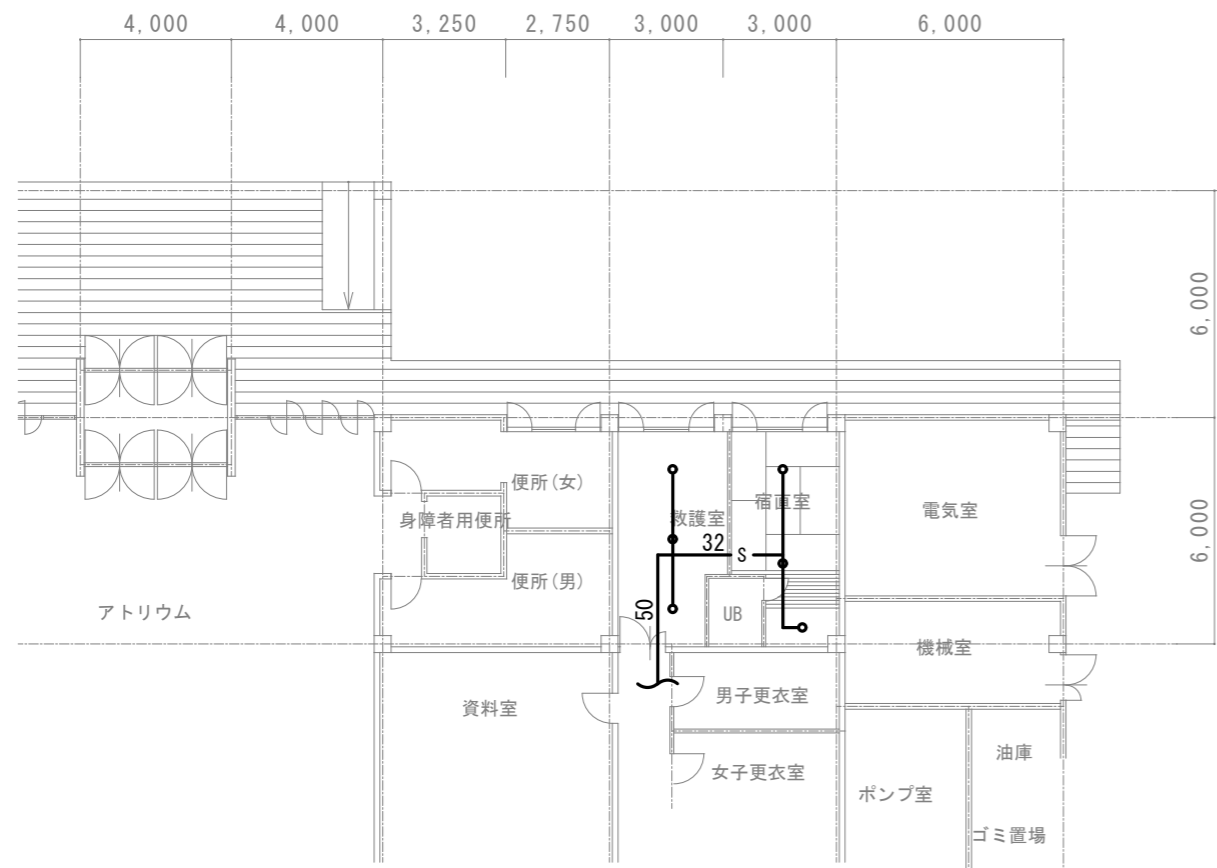 4,000
4,000
3,250
2,750
3,000
3,000
6,000
6,000
6,000
便所(女)
身障者用便所
便所(男)
アトリウム
救護室
宿直室
32
S
50
UB
電気室
機械室
資料室
男子更衣室
女子更衣室
ポンプ室
油庫
ゴミ置場